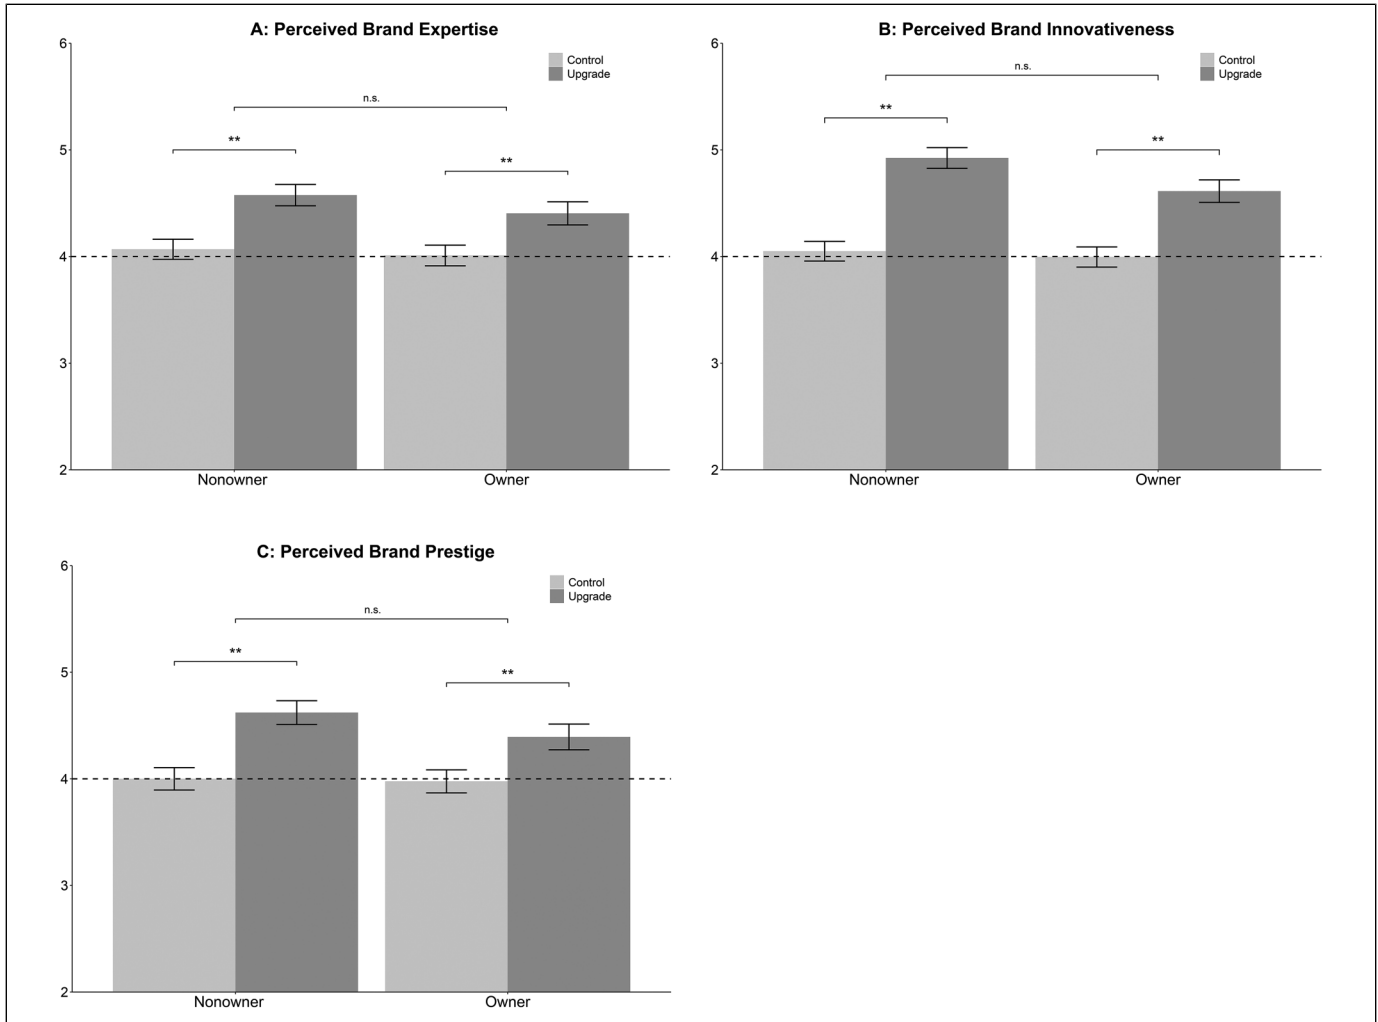 A: Perceived Brand Expertise
6
Control
Upgrade
n.s.
**
5
**
4
3
2
Nonowner Owner
B: Perceived Brand Innovativeness
6
Control
Upgrade
n.s.
**
5
**
4
3
2
Nonowner Owner
C: Perceived Brand Prestige
6
Control
Upgrade
n.s.
**
5
**
4
3
2
Nonowner Owner